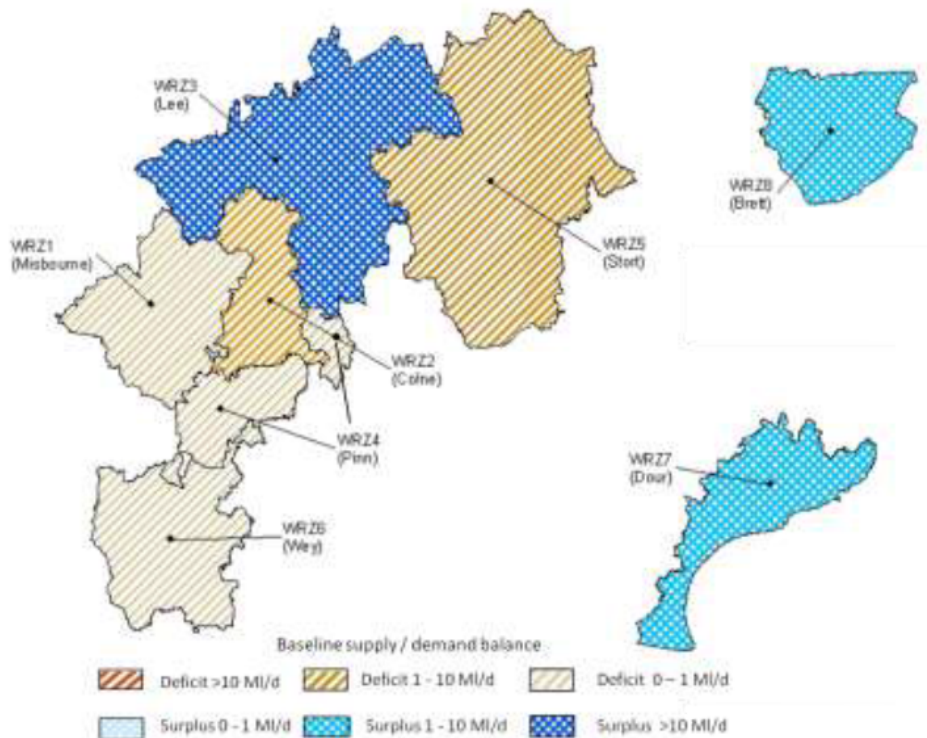 WRZ3
(Lee)
WRZ8
(Brett)
WRZ1
(Misbourne)
WRZ5
(Stort)
WRZ2
(Colne)
WRZ4
(Pinn)
WRZ7
(Dour)
WRZ6
(Wey)
Baseline supply / demand balance
Deficit >10 Ml/d
Deficit 1 - 10 Ml/d
Deficit 0 – 1 Ml/d
Surplus 0 - 1 Ml/d
Surplus 1 - 10 Ml/d
Surplus >10 Ml/d